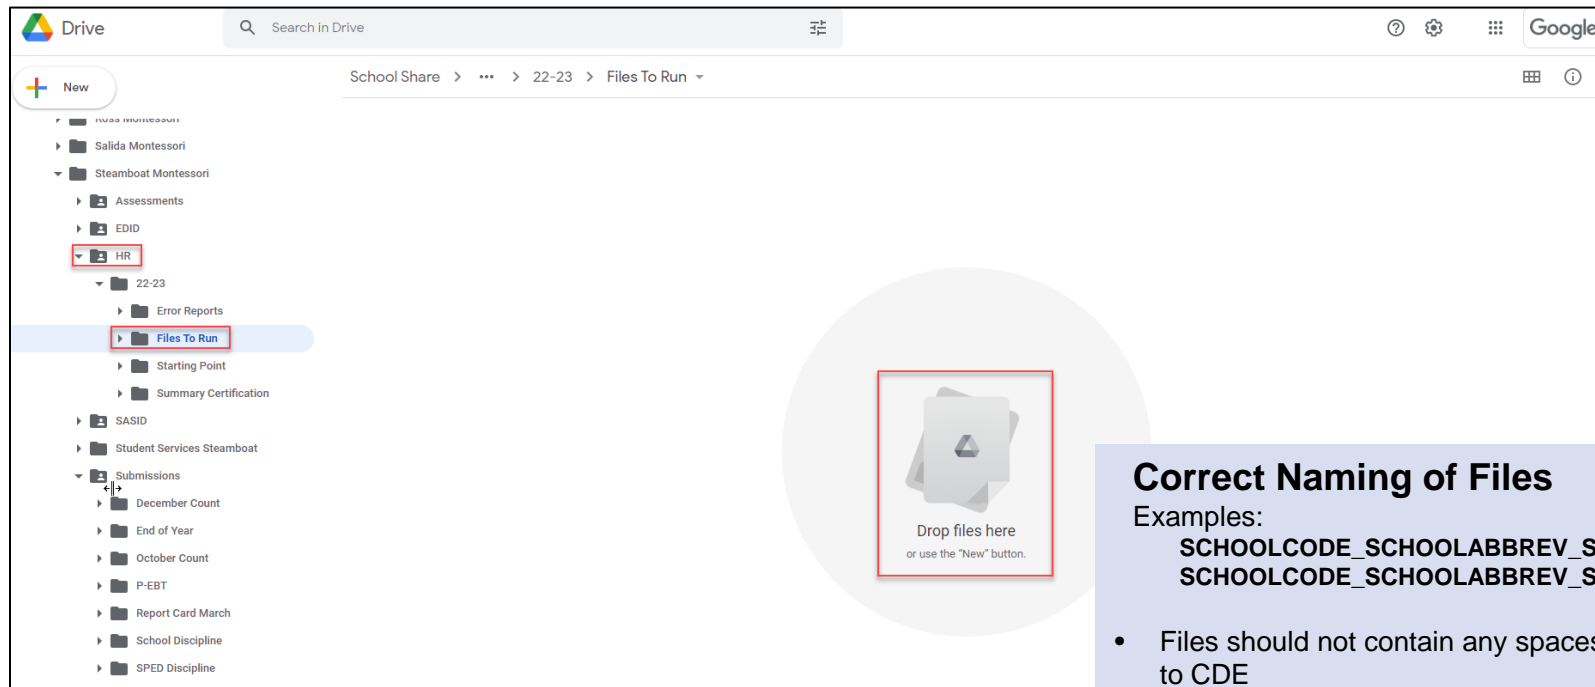 Drive
Search in Drive
Google
New
School Share > ••• > 22-23 > Files To Run
Ross Montessori
Salida Montessori
Steamboat Montessori
Assessments
EDID
HR
22-23
Error Reports
Files To Run
Starting Point
Summary Certification
SASID
Student Services Steamboat
Submissions
December Count
End of Year
October Count
P-EBT
Report Card March
School Discipline
SPED Discipline
Drop files here
or use the "New" button.
Correct Naming of Files
Examples:
SCHOOLCODE_SCHOOLABBREV_S
SCHOOLCODE_SCHOOLABBREV_S
• Files should not contain any spaces
to CDE